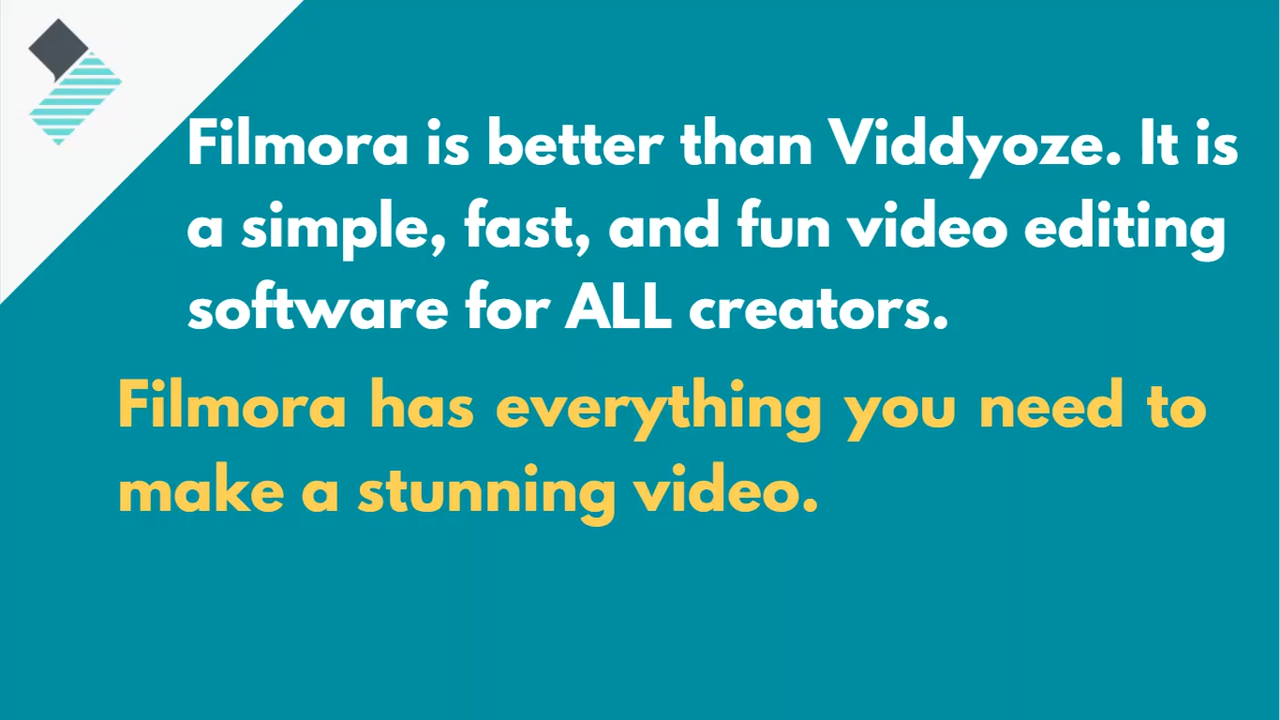 Filmora is better than Viddyoze. It is
a simple, fast, and fun video editing
software for ALL creators.
Filmora has everything you need to
make a stunning video.